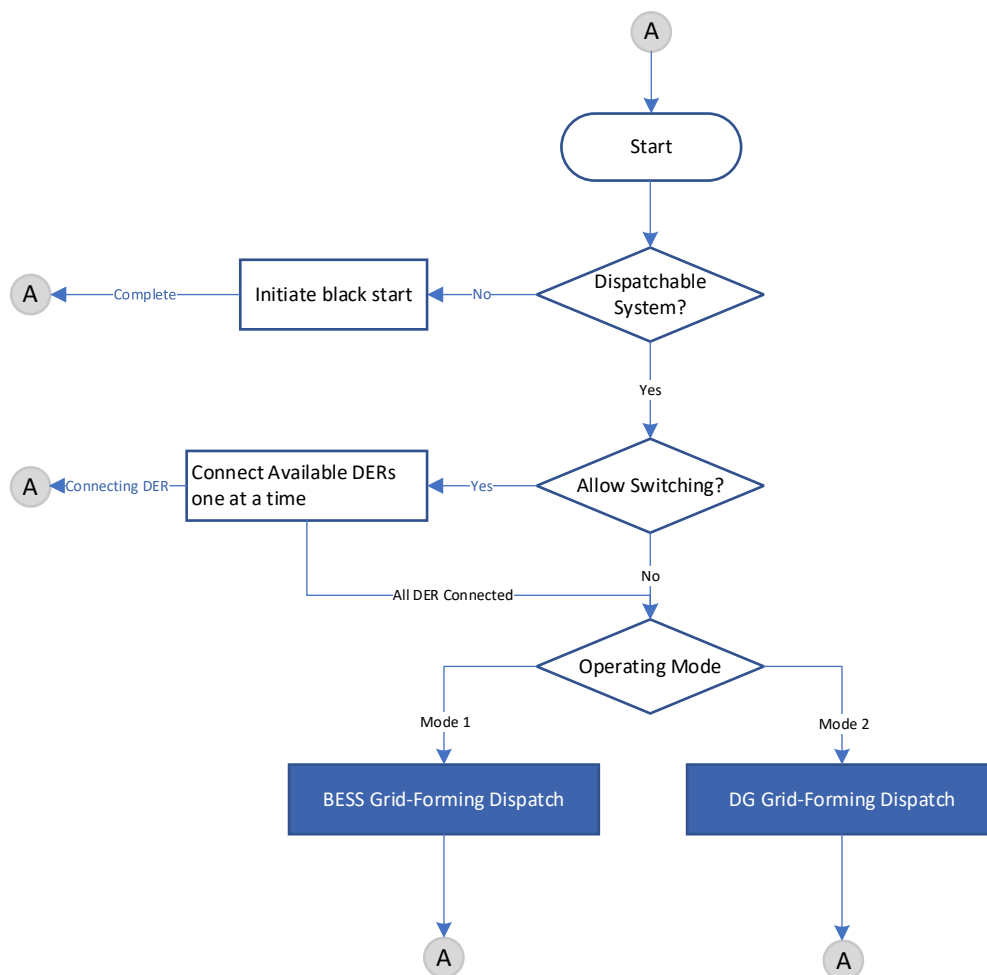 A
Start
Dispatchable
System?
No
Initiate black start
Complete
A
Yes
Allow Switching?
Yes
Connect Available DERs
one at a time
Connecting DER
A
No
All DER Connected
Operating Mode
Mode 1
Mode 2
BESS Grid-Forming Dispatch
DG Grid-Forming Dispatch
A
A